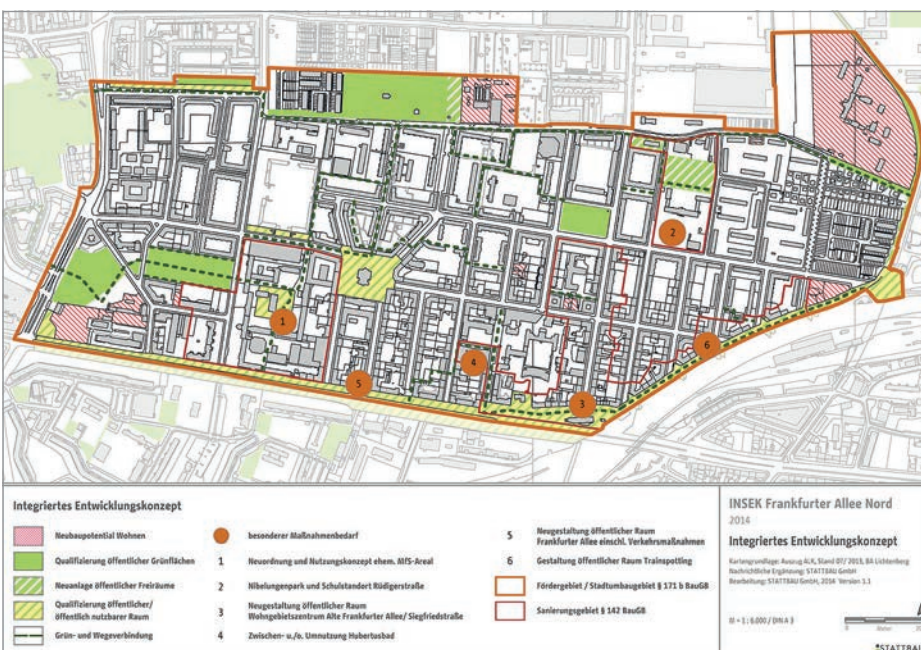 1
2
3
4
5
6
Integriertes Entwicklungskonzept
Neubaupotential Wohnen
Qualifizierung öffentlicher Grünflächen
Neuanlage öffentlicher Freiräume
Qualifizierung öffentlicher/
öffentlich nutzbarer Raum
Grün- und Wegeverbindung
besonderer Maßnahmenbedarf
1 Neuordnung und Nutzungskonzept ehem. MfS-Areal
2 Nibelungenpark und Schulstandort Rüdigerstraße
3 Neugestaltung öffentlicher Raum
Wohngebietszentrum Alte Frankfurter Allee/ Siegfriedstraße
4 Zwischen- u./o. Umnutzung Hubertusbad
5 Neugestaltung öffentlicher Raum
Frankfurter Allee einschl. Verkehrsmaßnahmen
6 Gestaltung öffentlicher Raum Trainspotting
Fördergebiet / Stadtumbaugebiet § 171 b BauGB
Sanierungsgebiet § 142 BauGB
INSEK Frankfurter Allee Nord
2014
Integriertes Entwicklungskonzept
Kartengrundlage: Auszug ALK, Stand 07/ 2013, BA Lichtenberg
Nachrichtliche Ergänzung: STATTBAU GmbH
Bearbeitung: STATTBAU GmbH, 2014 Version 1.1
M = 1 : 6.000 / DIN A 3
0